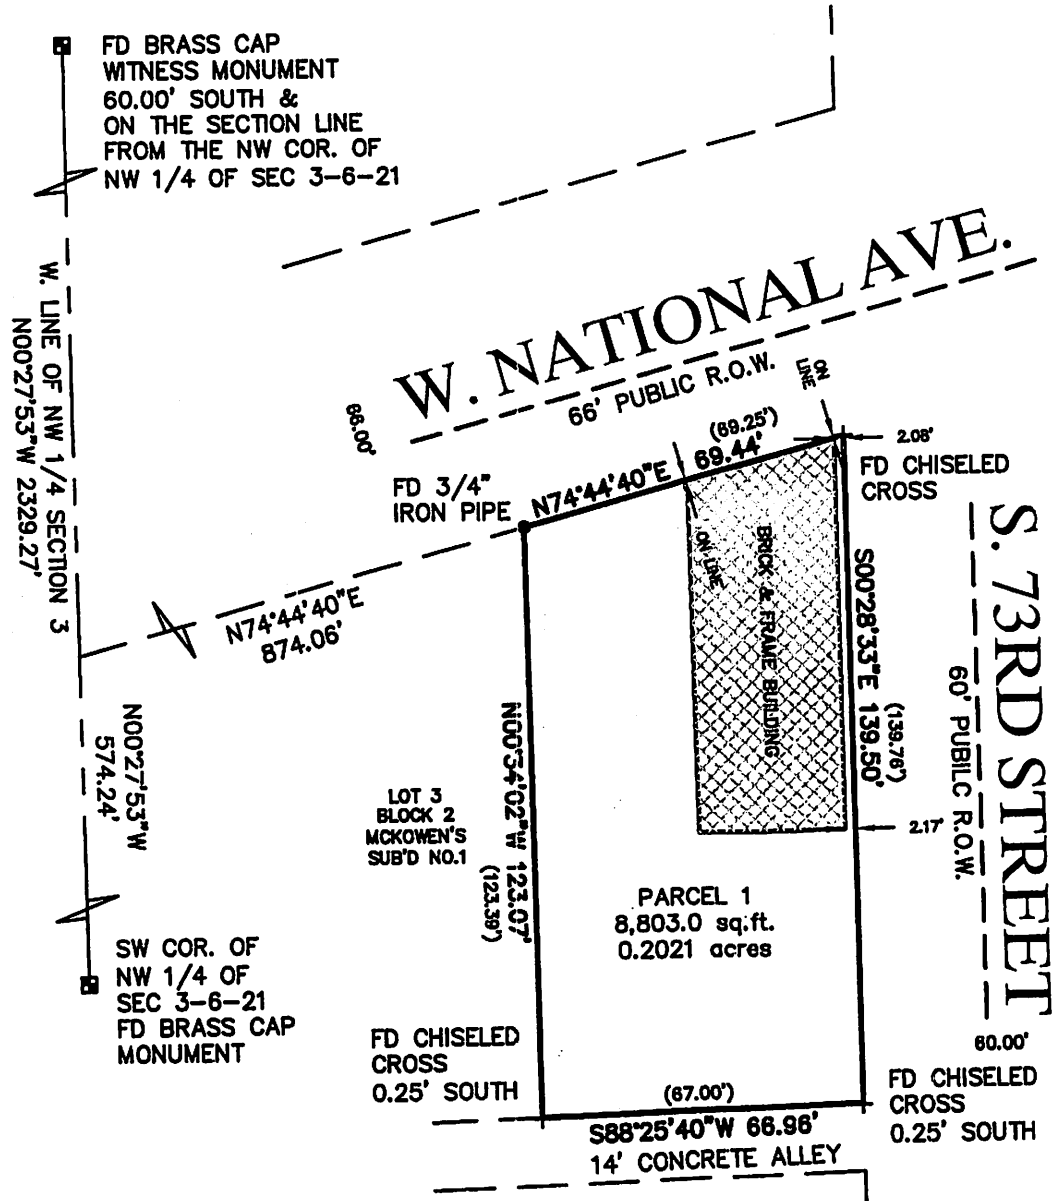 FD BRASS CAP
WITNESS MONUMENT
60.00' SOUTH &
ON THE SECTION LINE
FROM THE NW COR. OF
NW 1/4 OF SEC 3-6-21
W. LINE OF NW 1/4 SECTION 3
N00°27'53"W 2329.27'
W. NATIONAL AVE.
66' PUBLIC R.O.W.
66.00'
ON
LINE
(69.25')
69.44'
N74°44'40"E
2.08'
FD CHISELED
CROSS
FD 3/4"
IRON PIPE
ON LINE
BRICK & FRAME BUILDING
S00°28'33"E 139.50'
(139.76')
S. 73RD STREET
60' PUBILC R.O.W.
N74°44'40"E
874.06'
N00°27'53"W
574.24'
N00°34'02"W 123.07'
(123.39')
LOT 3
BLOCK 2
MCKOWEN'S
SUB'D NO.1
2.17'
PARCEL 1
8,803.0 sq.ft.
0.2021 acres
SW COR. OF
NW 1/4 OF
SEC 3-6-21
FD BRASS CAP
MONUMENT
FD CHISELED
CROSS
0.25' SOUTH
60.00'
FD CHISELED
CROSS
0.25' SOUTH
(67.00')
S88°25'40"W 66.96'
14' CONCRETE ALLEY